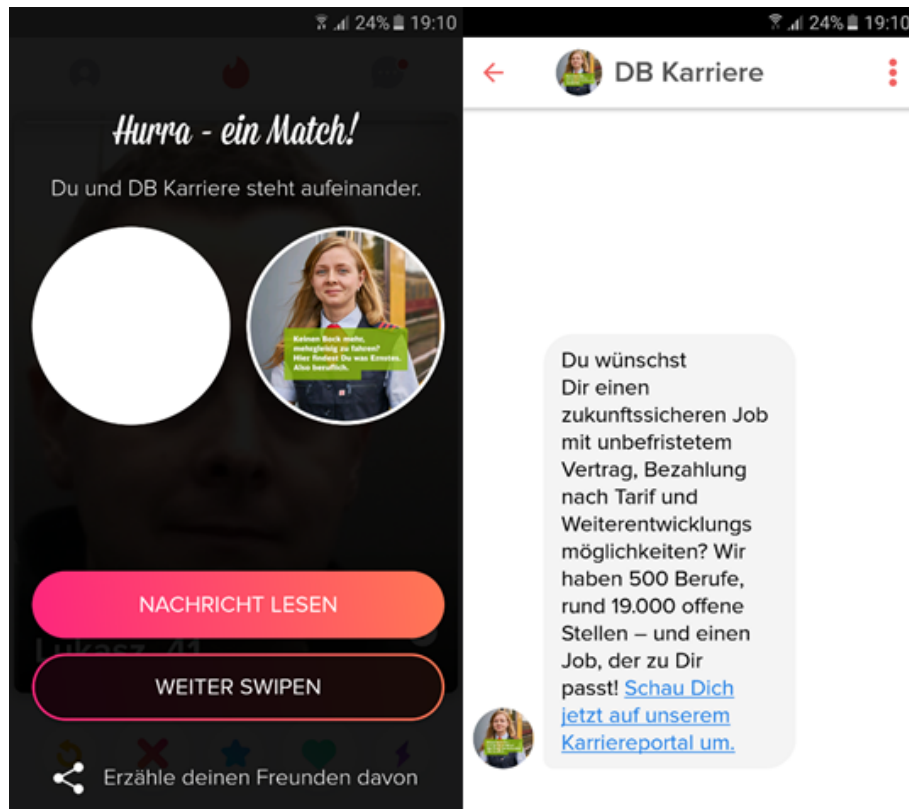 24% 19:10
Hurra - ein Match!
Du und DB Karriere steht aufeinander.
Keinen Bock mehr,
mehrgleisig zu fahren?
Hier findest Du was Ernstes.
Also beruflich.
NACHRICHT LESEN
Lukasz, 41
WEITER SWIPEN
Erzähle deinen Freunden davon
24% 19:10
DB Karriere
Du wünschst
Dir einen
zukunftssicheren Job
mit unbefristetem
Vertrag, Bezahlung
nach Tarif und
Weiterentwicklungs
möglichkeiten? Wir
haben 500 Berufe,
rund 19.000 offene
Stellen – und einen
Job, der zu Dir
passt! Schau Dich
jetzt auf unserem
Karriereportal um.